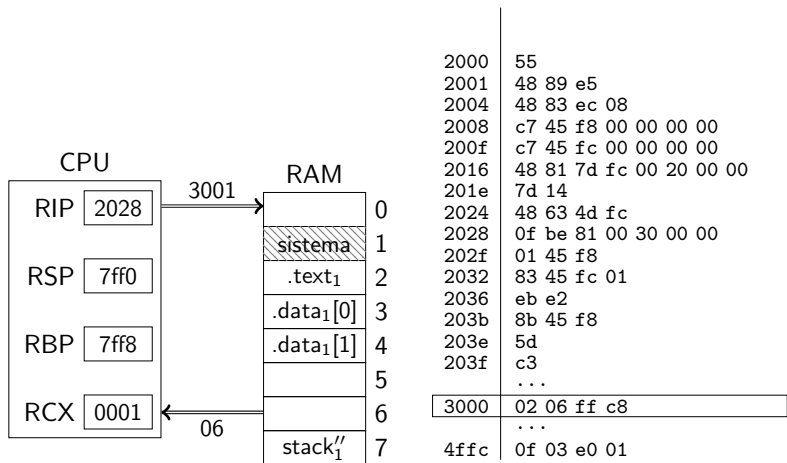 CPU
RIP 2028
RSP 7ff0
RBP 7ff8
RCX 0001
3001
06
RAM
0
sistema 1
.text₁ 2
.data₁[0] 3
.data₁[1] 4
5
6
stack″₁ 7
2000 55
2001 48 89 e5
2004 48 83 ec 08
2008 c7 45 f8 00 00 00 00
200f c7 45 fc 00 00 00 00
2016 48 81 7d fc 00 20 00 00
201e 7d 14
2024 48 63 4d fc
2028 0f be 81 00 30 00 00
202f 01 45 f8
2032 83 45 fc 01
2036 eb e2
203b 8b 45 f8
203e 5d
203f c3
...
3000 02 06 ff c8
...
4ffc 0f 03 e0 01